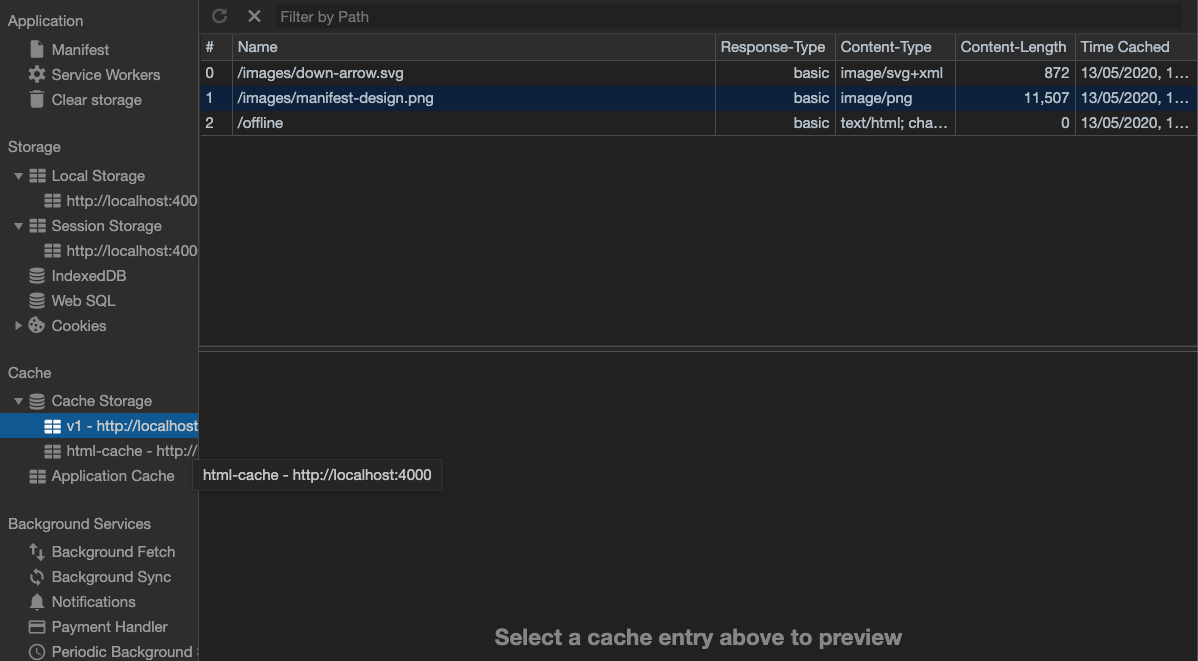 Application
Manifest
Service Workers
Clear storage
Storage
Local Storage
http://localhost:400
Session Storage
http://localhost:400
IndexedDB
Web SQL
Cookies
Cache
Cache Storage
v1 - http://localhost
html-cache - http://
Application Cache
html-cache - http://localhost:4000
Background Services
Background Fetch
Background Sync
Notifications
Payment Handler
Periodic Background
Filter by Path
# Name Response-Type Content-Type Content-Length Time Cached
0 /images/down-arrow.svg basic image/svg+xml 872 13/05/2020, 1…
1 /images/manifest-design.png basic image/png 11,507 13/05/2020, 1…
2 /offline basic text/html; cha… 0 13/05/2020, 1…
Select a cache entry above to preview